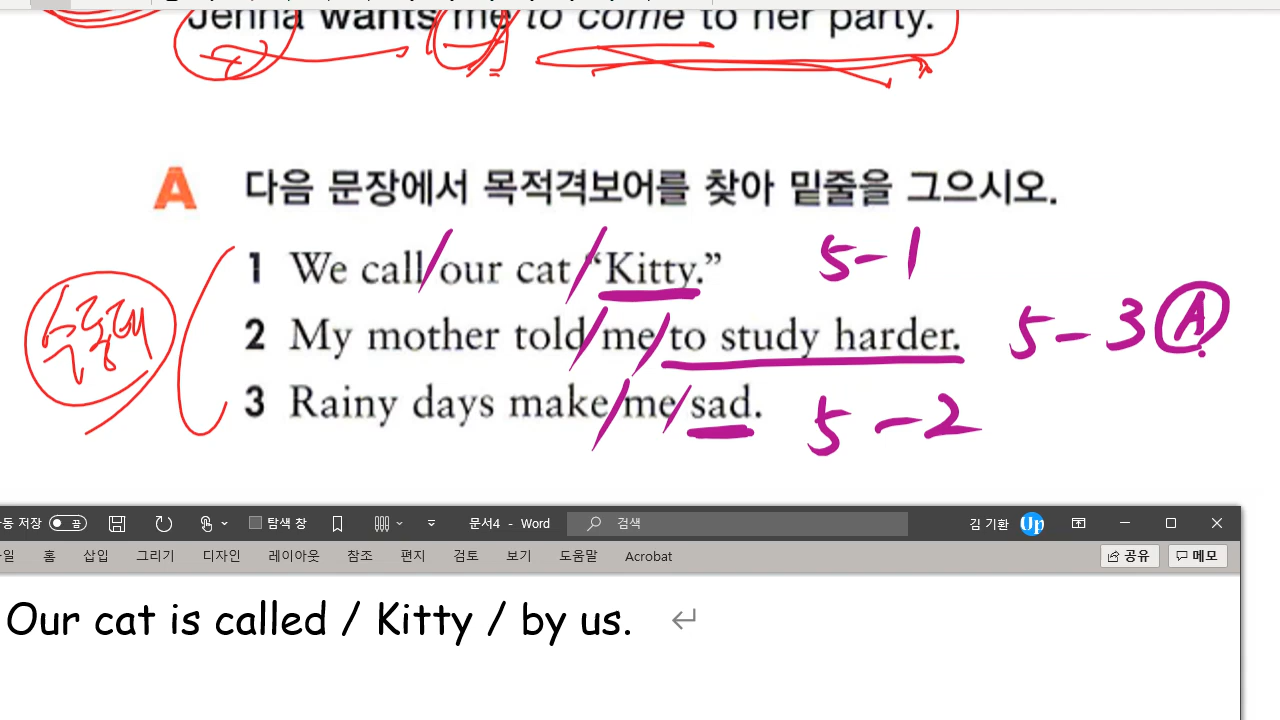 Jenna wants me to come to her party.
A 다음 문장에서 목적격보어를 찾아 밑줄을 그으시오.
1 We call / our cat / “Kitty.” 5-1
2 My mother told / me / to study harder. 5-3 A
수동태
3 Rainy days make / me / sad. 5-2
동 저장 끔 탐색 창 문서4 - Word 검색 김 기환 Up
일 홈 삽입 그리기 디자인 레이아웃 참조 편지 검토 보기 도움말 Acrobat 공유 메모
Our cat is called / Kitty / by us.